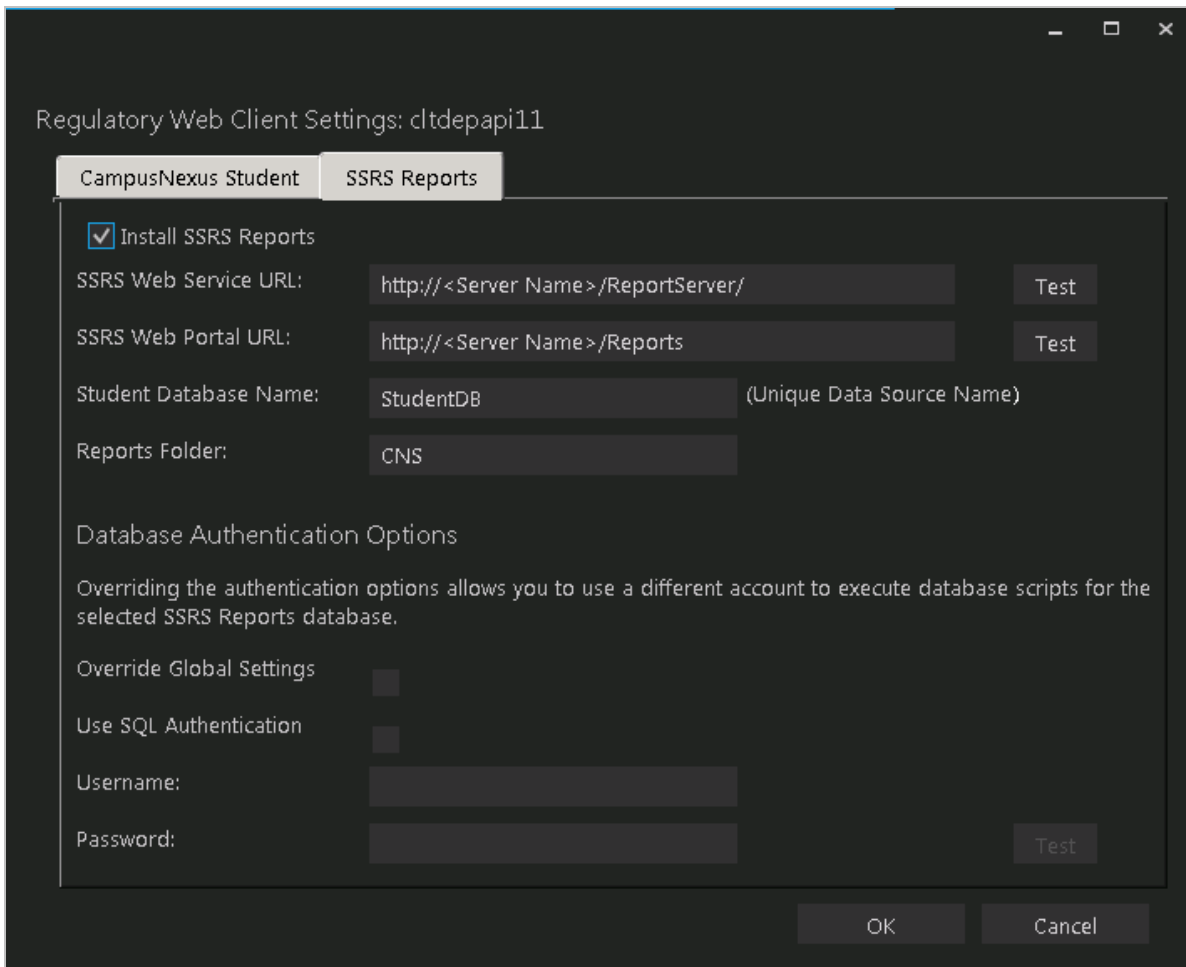 Regulatory Web Client Settings: cltdepapi11
CampusNexus Student SSRS Reports
Install SSRS Reports
SSRS Web Service URL: http://<Server Name>/ReportServer/ Test
SSRS Web Portal URL: http://<Server Name>/Reports Test
Student Database Name: StudentDB (Unique Data Source Name)
Reports Folder: CNS
Database Authentication Options
Overriding the authentication options allows you to use a different account to execute database scripts for the
selected SSRS Reports database.
Override Global Settings
Use SQL Authentication
Username:
Password: Test
OK Cancel